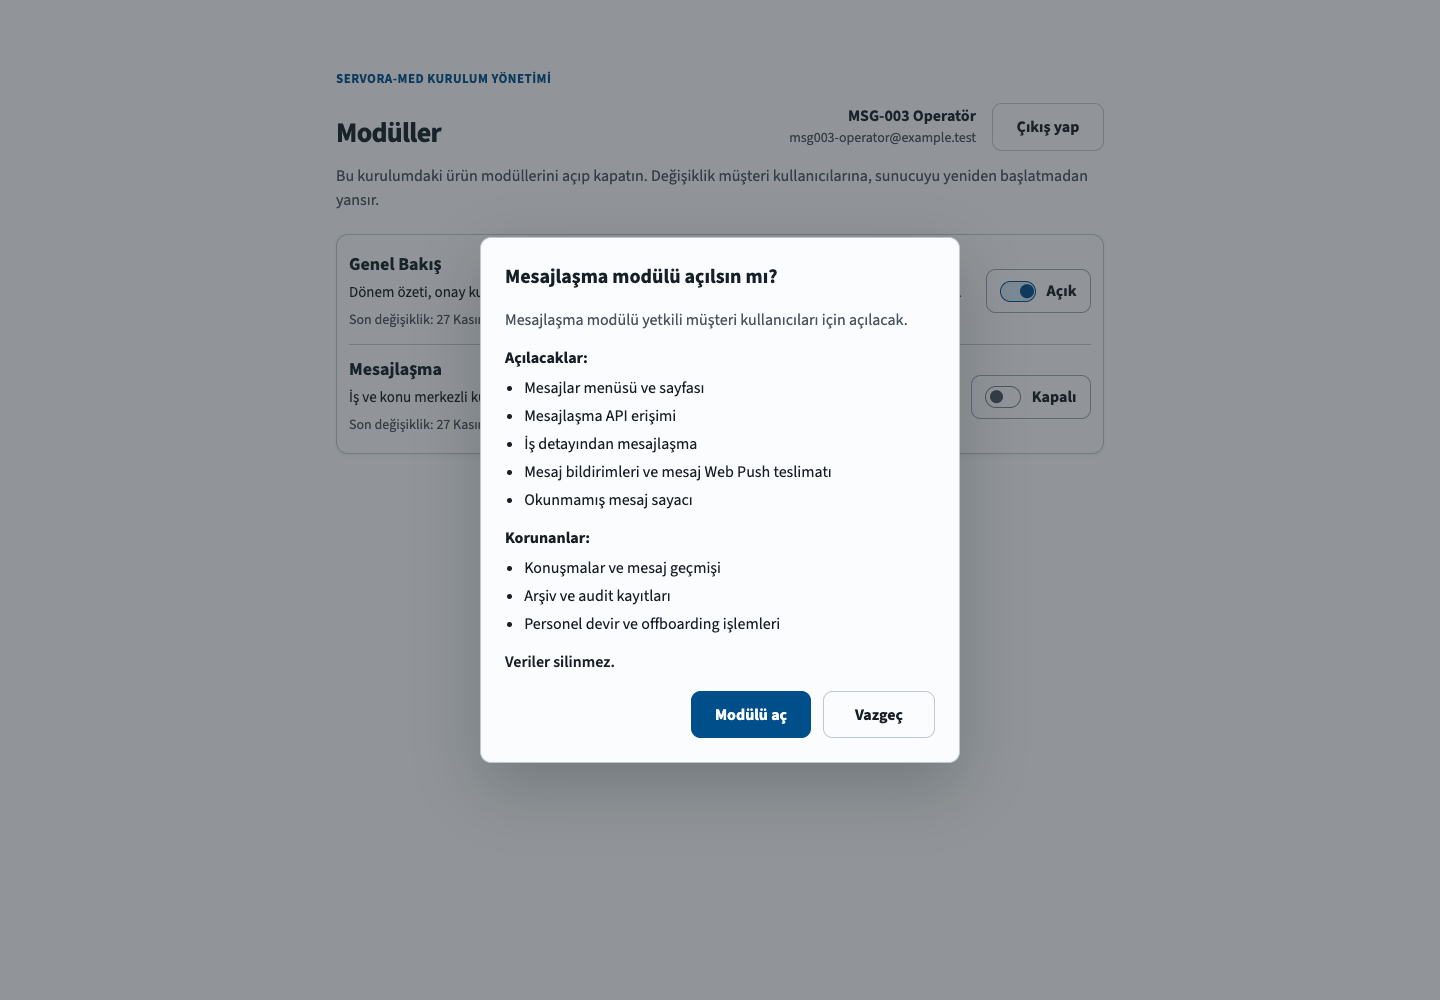 SERVORA-MED KURULUM YÖNETİMİ
Modüller
MSG-003 Operatör
msg003-operator@example.test
Çıkış yap
Bu kurulumdaki ürün modüllerini açıp kapatın. Değişiklik müşteri kullanıcılarına, sunucuyu yeniden başlatmadan
yansır.
Genel Bakış
Dönem özeti, onay
Son değişiklik: 27
Açık
Mesajlaşma
İş ve konu merkezli
Son değişiklik: 27
Kapalı
Mesajlaşma modülü açılsın mı?
Mesajlaşma modülü yetkili müşteri kullanıcıları için açılacak.
Açılacaklar:
• Mesajlar menüsü ve sayfası
• Mesajlaşma API erişimi
• İş detayından mesajlaşma
• Mesaj bildirimleri ve mesaj Web Push teslimatı
• Okunmamış mesaj sayacı
Korunanlar:
• Konuşmalar ve mesaj geçmişi
• Arşiv ve audit kayıtları
• Personel devir ve offboarding işlemleri
Veriler silinmez.
Modülü aç
Vazgeç